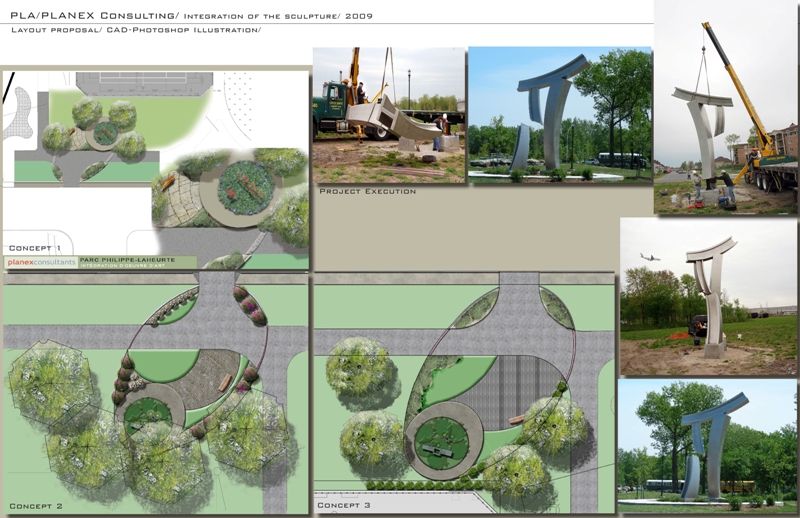 PLA/PLANEX Consulting/ Integration of the sculpture/ 2009
Layout proposal/ CAD-Photoshop Illustration/
Project Execution
Concept 1
planexconsultants PARC PHILIPPE-LAHEURTE
INTÉGRATION D'OEUVRE D'ART
Concept 2
Concept 3